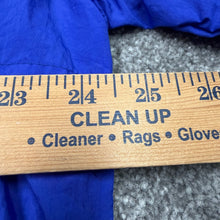 23 24 25 26
CLEAN UP
• Cleaner • Rags • Glove